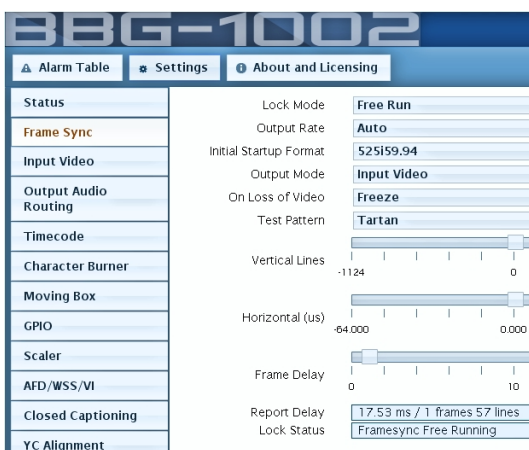 BBG-1002
Alarm Table
Settings
About and Licensing
Status
Frame Sync
Input Video
Output Audio
Routing
Timecode
Character Burner
Moving Box
GPIO
Scaler
AFD/WSS/VI
Closed Captioning
YC Alignment
Lock Mode Free Run
Output Rate Auto
Initial Startup Format 525i59.94
Output Mode Input Video
On Loss of Video Freeze
Test Pattern Tartan
Vertical Lines
-1124 0
Horizontal (us)
-64.000 0.000
Frame Delay
0 10
Report Delay 17.53 ms / 1 frames 57 lines
Lock Status Framesync Free Running